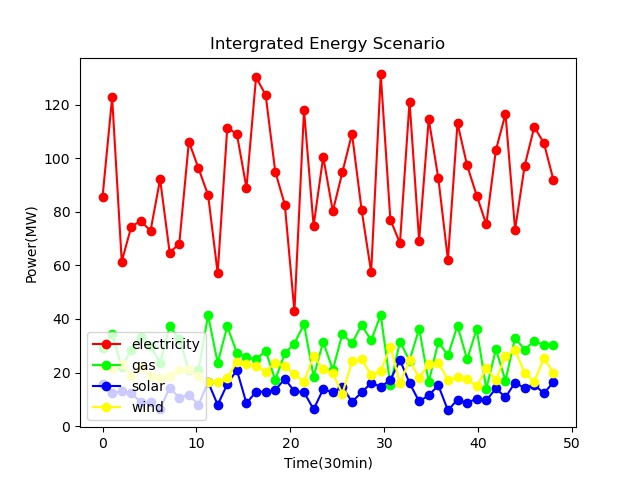 Intergrated Energy Scenario
Power(MW)
120
100
80
60
40
20
0
electricity
gas
solar
wind
0 10 20 30 40 50
Time(30min)